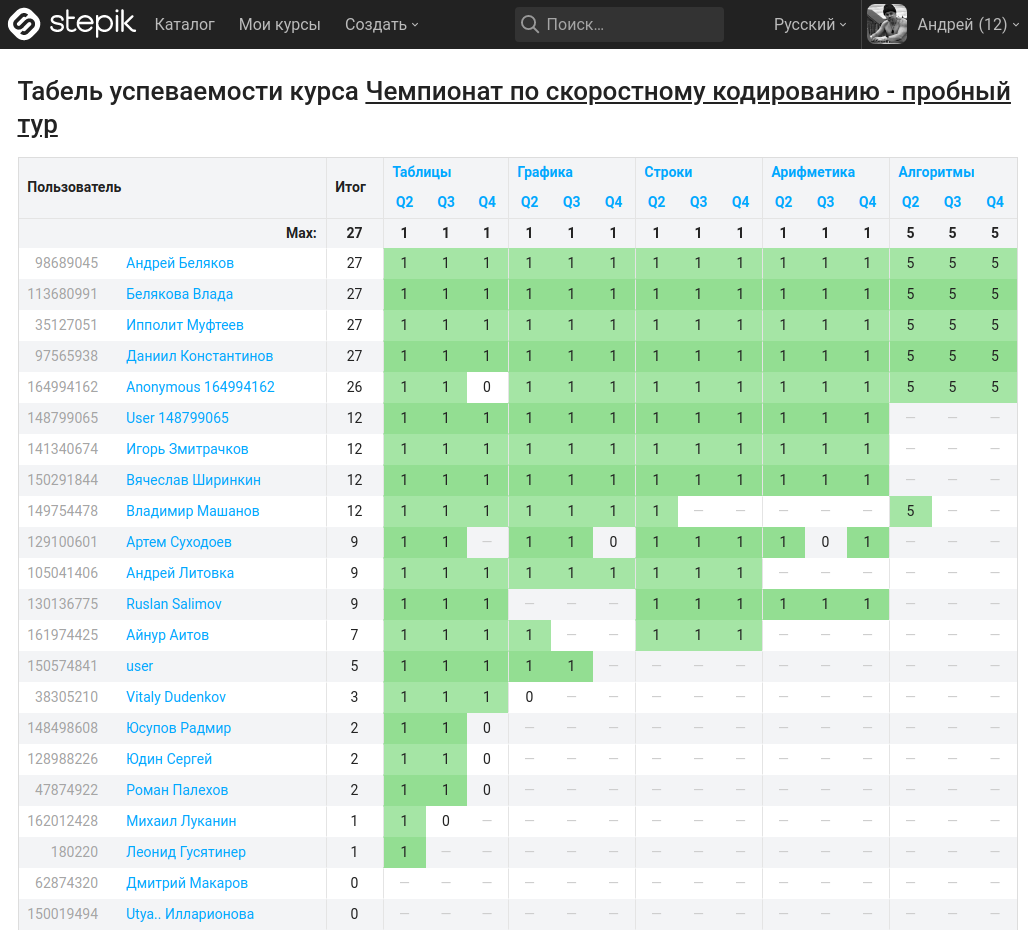 stepik Каталог Мои курсы Создать Поиск... Русский Андрей (12)
Табель успеваемости курса Чемпионат по скоростному кодированию - пробный
тур
Пользователь Итог Таблицы Графика Строки Арифметика Алгоритмы
Q2 Q3 Q4 Q2 Q3 Q4 Q2 Q3 Q4 Q2 Q3 Q4 Q2 Q3 Q4
Max: 27 1 1 1 1 1 1 1 1 1 1 1 1 5 5 5
98689045 Андрей Беляков 27 1 1 1 1 1 1 1 1 1 1 1 1 5 5 5
113680991 Белякова Влада 27 1 1 1 1 1 1 1 1 1 1 1 1 5 5 5
35127051 Ипполит Муфтеев 27 1 1 1 1 1 1 1 1 1 1 1 1 5 5 5
97565938 Даниил Константинов 27 1 1 1 1 1 1 1 1 1 1 1 1 5 5 5
164994162 Anonymous 164994162 26 1 1 0 1 1 1 1 1 1 1 1 1 5 5 5
148799065 User 148799065 12 1 1 1 1 1 1 1 1 1 1 1 1 — — —
141340674 Игорь Змитрачков 12 1 1 1 1 1 1 1 1 1 1 1 1 — — —
150291844 Вячеслав Ширинкин 12 1 1 1 1 1 1 1 1 1 1 1 1 — — —
149754478 Владимир Машанов 12 1 1 1 1 1 1 1 — — — — — 5 — —
129100601 Артем Суходоев 9 1 1 — 1 1 0 1 1 1 1 0 1 — — —
105041406 Андрей Литовка 9 1 1 1 1 1 1 1 1 1 — — — — — —
130136775 Ruslan Salimov 9 1 1 1 — — — 1 1 1 1 1 1 — — —
161974425 Айнур Аитов 7 1 1 1 1 — — 1 1 1 — — — — — —
150574841 user 5 1 1 1 1 1 — — — — — — — — — —
38305210 Vitaly Dudenkov 3 1 1 1 0 — — — — — — — — — — —
148498608 Юсупов Радмир 2 1 1 0 — — — — — — — — — — — —
128988226 Юдин Сергей 2 1 1 0 — — — — — — — — — — — —
47874922 Роман Палехов 2 1 1 0 — — — — — — — — — — — —
162012428 Михаил Луканин 1 1 0 — — — — — — — — — — — — —
180220 Леонид Гусятинер 1 1 — — — — — — — — — — — — — —
62874320 Дмитрий Макаров 0 — — — — — — — — — — — — — — —
150019494 Utya.. Илларионова 0 — — — — — — — — — — — — — — —